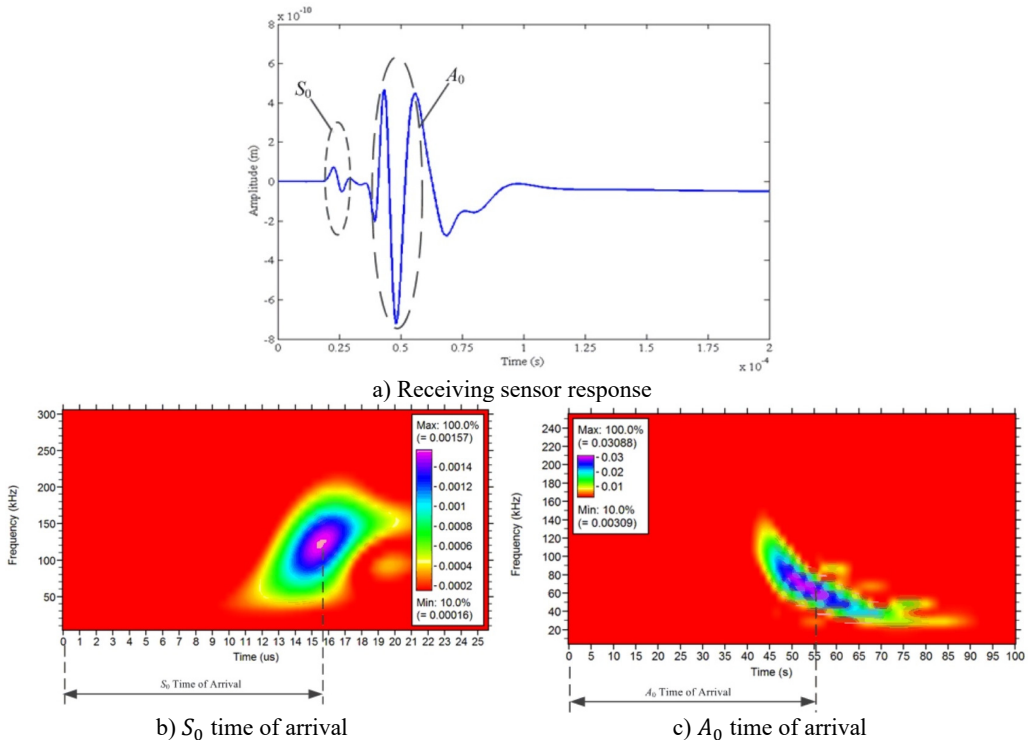 x 10⁻¹⁰
8
6
4
2
0
-2
-4
-6
-8
Amplitude (m)
S₀
A₀
0 0.25 0.5 0.75 1 1.25 1.5 1.75 2
Time (s)
x 10⁻⁴
a) Receiving sensor response
300
250
200
150
100
50
Frequency (kHz)
Max: 100.0%
(= 0.00157)
0.0014
0.0012
0.001
0.0008
0.0006
0.0004
0.0002
Min: 10.0%
(= 0.00016)
0 1 2 3 4 5 6 7 8 9 10 11 12 13 14 15 16 17 18 19 20 21 22 23 24 25
Time (us)
S₀ Time of Arrival
b) S₀ time of arrival
240
220
200
180
160
140
120
100
80
60
40
20
Frequency (kHz)
Max: 100.0%
(= 0.03088)
0.03
0.02
0.01
Min: 10.0%
(= 0.00309)
0 5 10 15 20 25 30 35 40 45 50 55 60 65 70 75 80 85 90 95 100
Time (s)
A₀ Time of Arrival
c) A₀ time of arrival